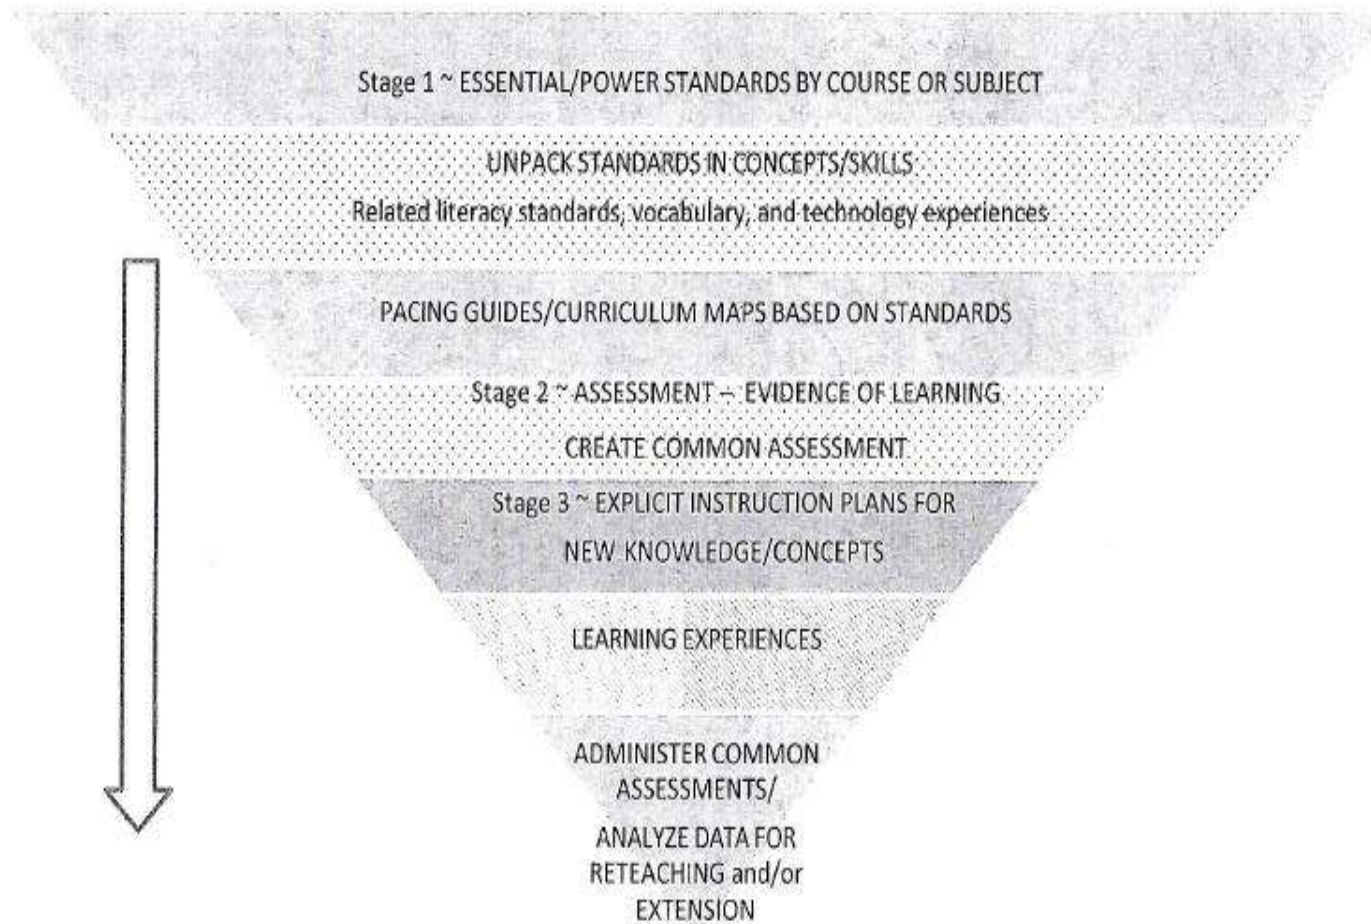 Stage 1 ~ ESSENTIAL/POWER STANDARDS BY COURSE OR SUBJECT
UNPACK STANDARDS IN CONCEPTS/SKILLS
Related literacy standards, vocabulary, and technology experiences
PACING GUIDES/CURRICULUM MAPS BASED ON STANDARDS
Stage 2 ~ ASSESSMENT – EVIDENCE OF LEARNING
CREATE COMMON ASSESSMENT
Stage 3 ~ EXPLICIT INSTRUCTION PLANS FOR
NEW KNOWLEDGE/CONCEPTS
LEARNING EXPERIENCES
ADMINISTER COMMON
ASSESSMENTS/
ANALYZE DATA FOR
RETEACHING and/or
EXTENSION